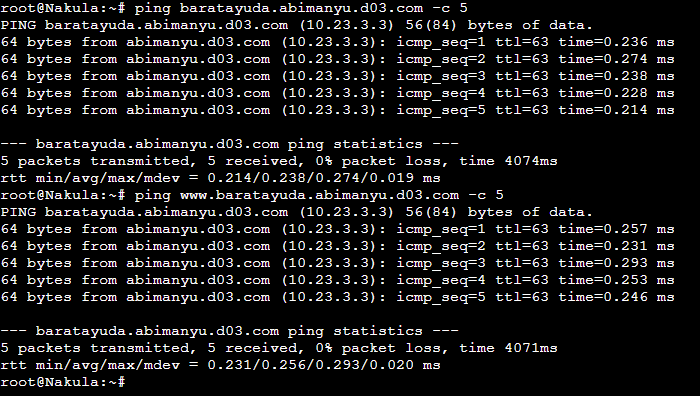 root@Nakula:~# ping baratayuda.abimanyu.d03.com -c 5
PING baratayuda.abimanyu.d03.com (10.23.3.3) 56(84) bytes of data.
64 bytes from abimanyu.d03.com (10.23.3.3): icmp_seq=1 ttl=63 time=0.236 ms
64 bytes from abimanyu.d03.com (10.23.3.3): icmp_seq=2 ttl=63 time=0.274 ms
64 bytes from abimanyu.d03.com (10.23.3.3): icmp_seq=3 ttl=63 time=0.238 ms
64 bytes from abimanyu.d03.com (10.23.3.3): icmp_seq=4 ttl=63 time=0.228 ms
64 bytes from abimanyu.d03.com (10.23.3.3): icmp_seq=5 ttl=63 time=0.214 ms
--- baratayuda.abimanyu.d03.com ping statistics ---
5 packets transmitted, 5 received, 0% packet loss, time 4074ms
rtt min/avg/max/mdev = 0.214/0.238/0.274/0.019 ms
root@Nakula:~# ping www.baratayuda.abimanyu.d03.com -c 5
PING baratayuda.abimanyu.d03.com (10.23.3.3) 56(84) bytes of data.
64 bytes from abimanyu.d03.com (10.23.3.3): icmp_seq=1 ttl=63 time=0.257 ms
64 bytes from abimanyu.d03.com (10.23.3.3): icmp_seq=2 ttl=63 time=0.231 ms
64 bytes from abimanyu.d03.com (10.23.3.3): icmp_seq=3 ttl=63 time=0.293 ms
64 bytes from abimanyu.d03.com (10.23.3.3): icmp_seq=4 ttl=63 time=0.253 ms
64 bytes from abimanyu.d03.com (10.23.3.3): icmp_seq=5 ttl=63 time=0.246 ms
--- baratayuda.abimanyu.d03.com ping statistics ---
5 packets transmitted, 5 received, 0% packet loss, time 4071ms
rtt min/avg/max/mdev = 0.231/0.256/0.293/0.020 ms
root@Nakula:~#